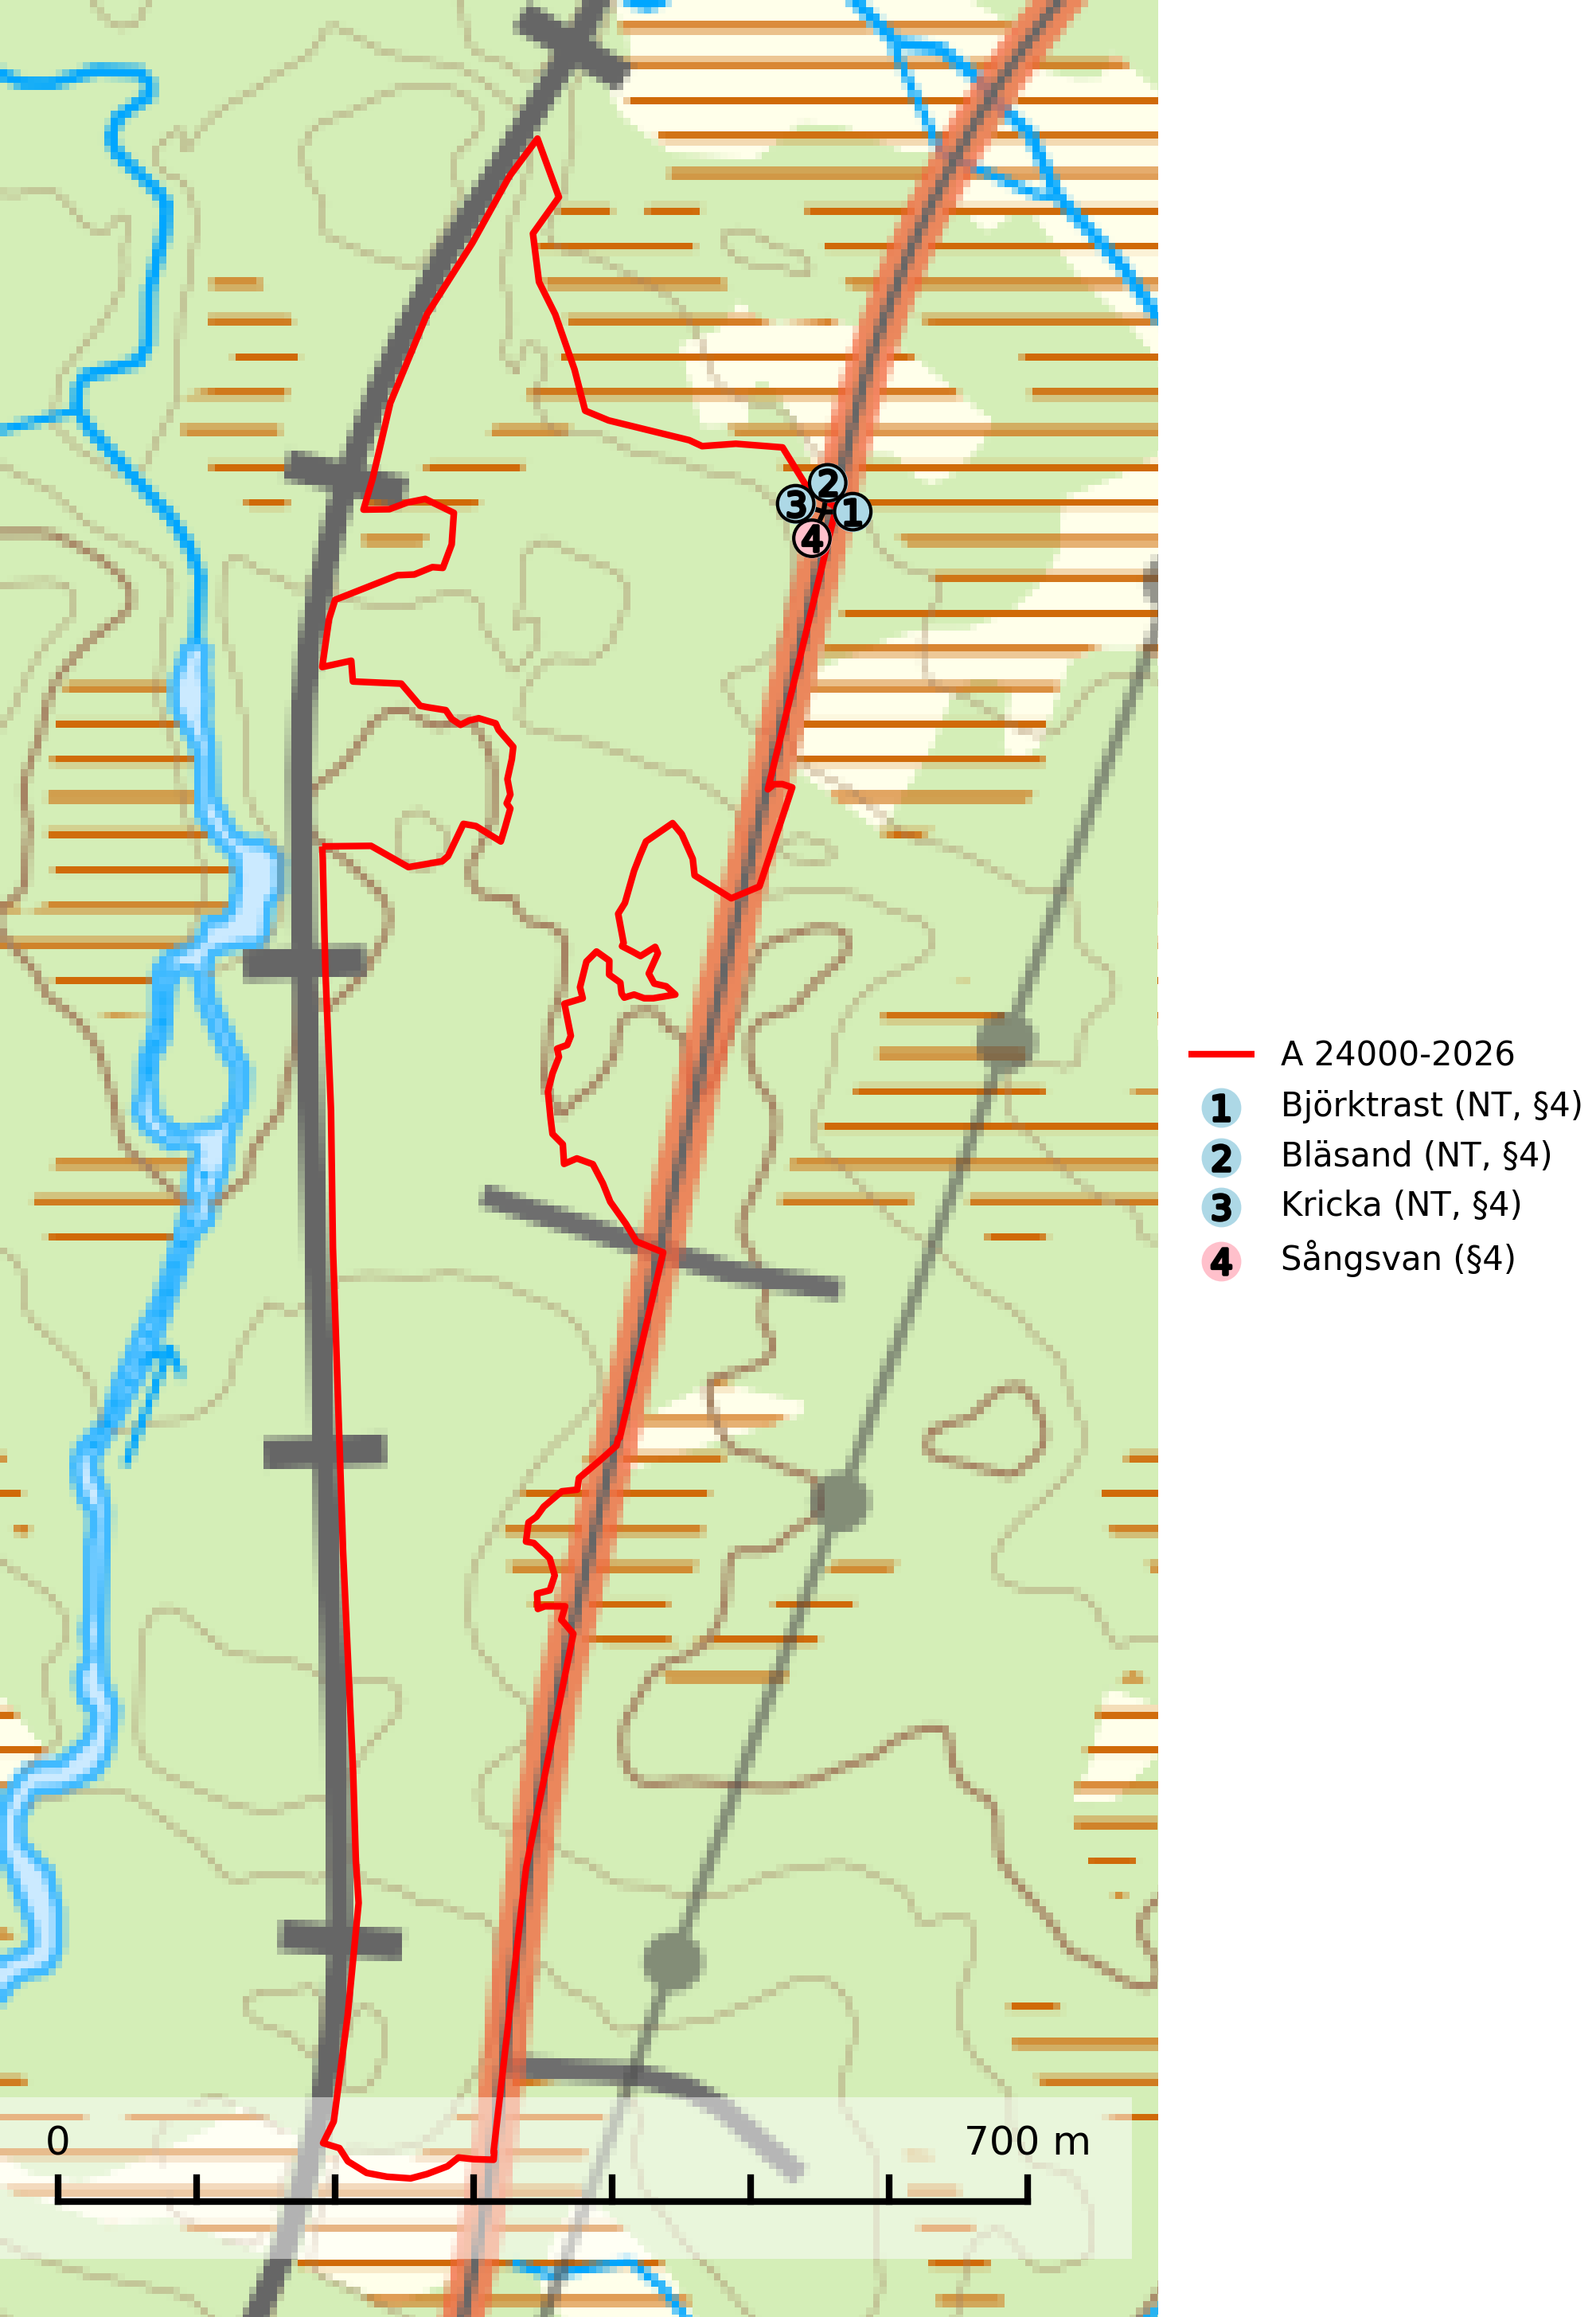 2
3
1
4
A 24000-2026
1 Björktrast (NT, §4)
2 Bläsand (NT, §4)
3 Kricka (NT, §4)
4 Sångsvan (§4)
0
700 m